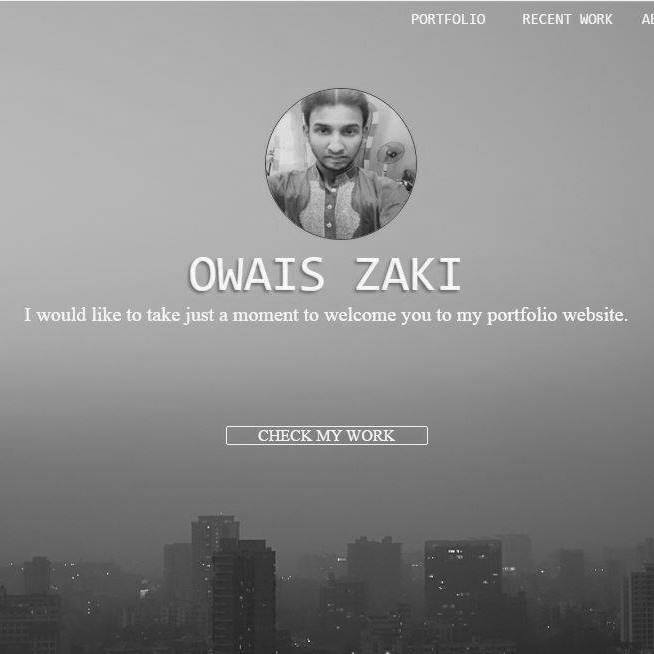 PORTFOLIO RECENT WORK
OWAIS ZAKI
I would like to take just a moment to welcome you to my portfolio website.
CHECK MY WORK